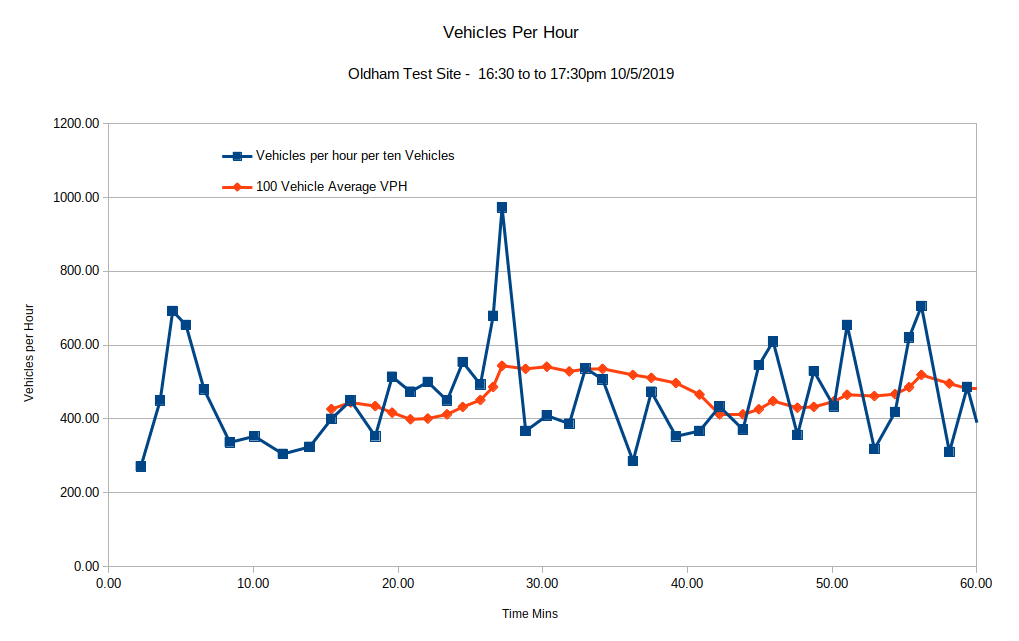 Vehicles Per Hour
Oldham Test Site -  16:30 to to 17:30pm 10/5/2019
1200.00
Vehicles per hour per ten Vehicles
100 Vehicle Average VPH
1000.00
800.00
600.00
Vehicles per Hour
400.00
200.00
0.00
0.00 10.00 20.00 30.00 40.00 50.00 60.00
Time Mins